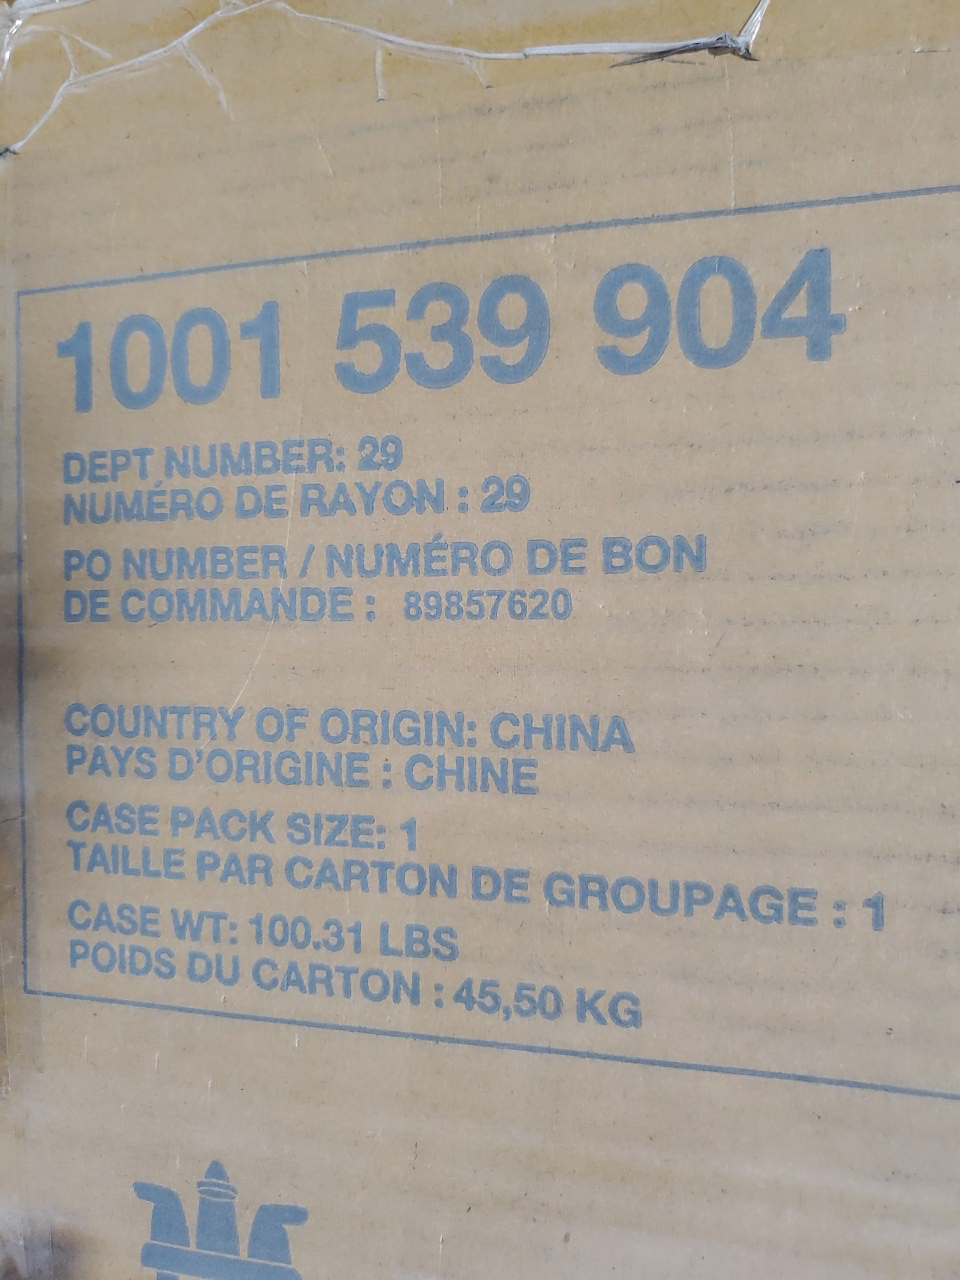 1001 539 904
DEPT NUMBER: 29
NUMÉRO DE RAYON : 29
PO NUMBER / NUMÉRO DE BON
DE COMMANDE : 89857620
COUNTRY OF ORIGIN: CHINA
PAYS D'ORIGINE : CHINE
CASE PACK SIZE: 1
TAILLE PAR CARTON DE GROUPAGE : 1
CASE WT: 100.31 LBS
POIDS DU CARTON : 45,50 KG